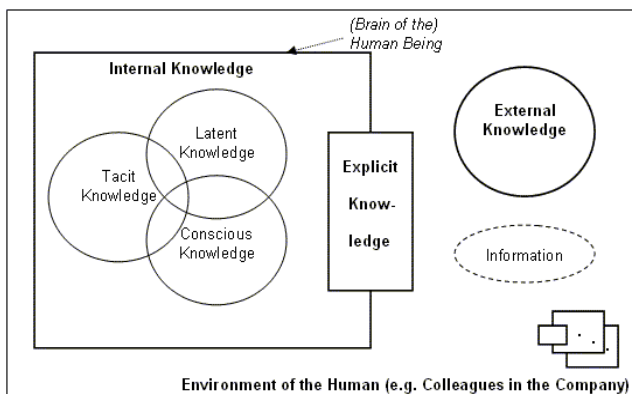 (Brain of the)
Human Being
Internal Knowledge
Latent
Knowledge
Tacit
Knowledge
Conscious
Knowledge
Explicit
Know-
ledge
External
Knowledge
Information
Environment of the Human (e.g. Colleagues in the Company)